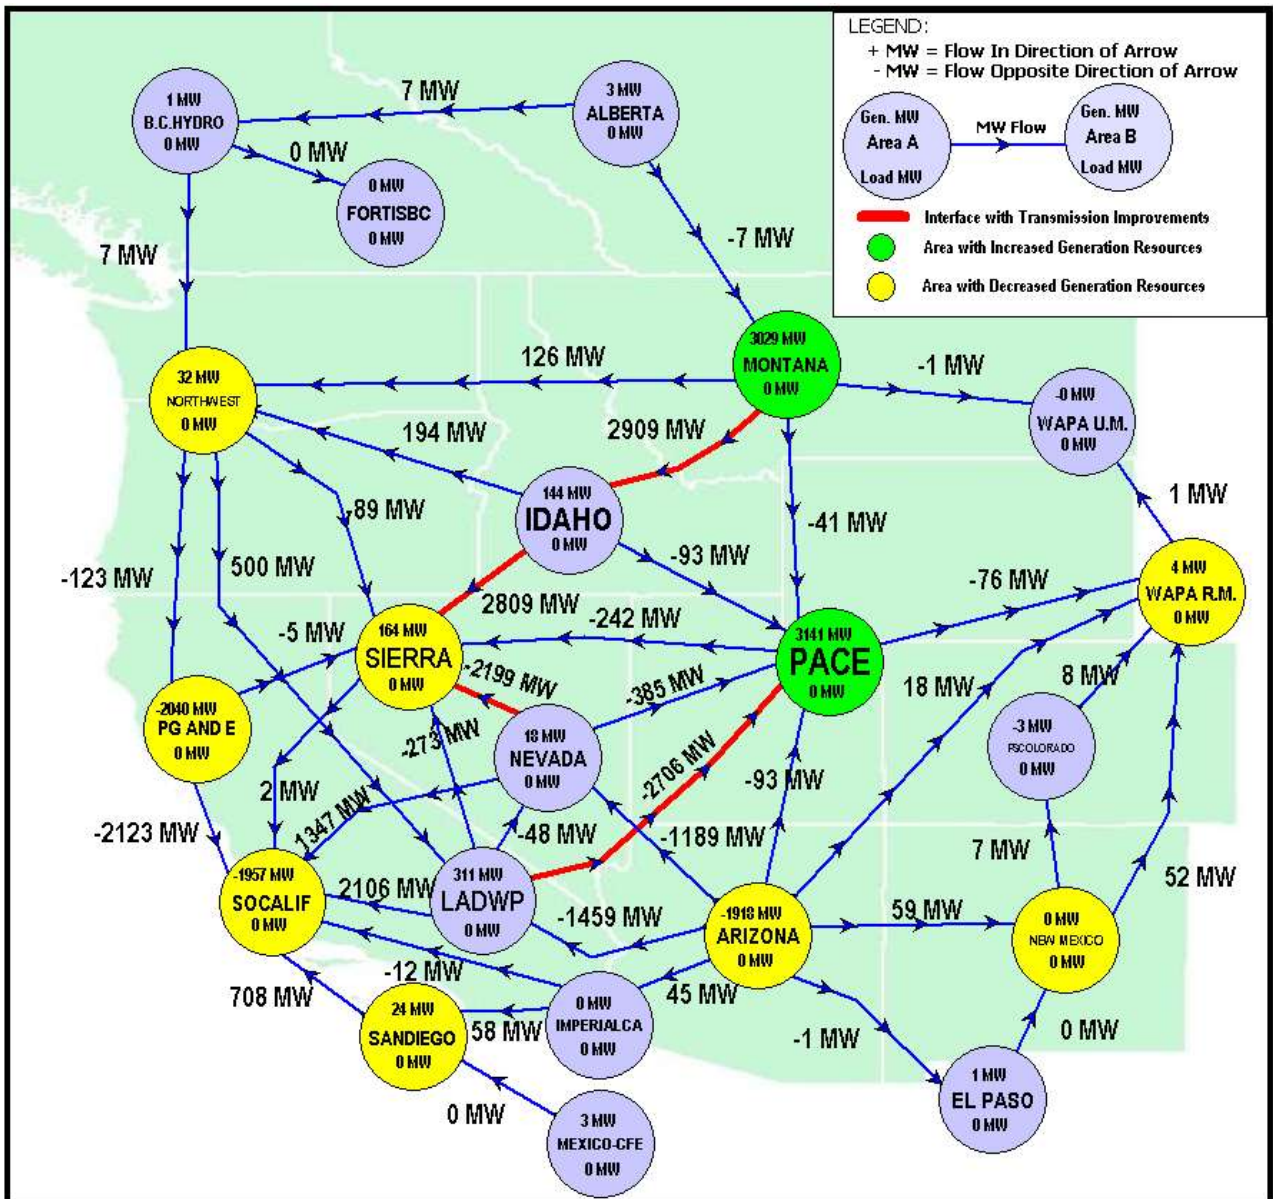 LEGEND:
+ MW = Flow In Direction of Arrow
- MW = Flow Opposite Direction of Arrow
Gen. MW
Area A
Load MW
MW Flow
Gen. MW
Area B
Load MW
Interface with Transmission Improvements
Area with Increased Generation Resources
Area with Decreased Generation Resources
1 MW
B.C.HYDRO
0 MW
7 MW
3 MW
ALBERTA
0 MW
0 MW
0 MW
FORTISBC
0 MW
7 MW
-7 MW
3029 MW
MONTANA
0 MW
126 MW
-1 MW
32 MW
NORTHWEST
0 MW
-0 MW
WAPA U.M.
0 MW
194 MW
2909 MW
144 MW
IDAHO
0 MW
89 MW
-41 MW
1 MW
-123 MW
500 MW
-93 MW
-76 MW
4 MW
WAPA R.M.
0 MW
2809 MW
-5 MW
-242 MW
164 MW
SIERRA
0 MW
3141 MW
PACE
0 MW
-2199 MW
-385 MW
18 MW
8 MW
-2040 MW
PG AND E
0 MW
-273 MW
18 MW
NEVADA
0 MW
-3 MW
PSCOLORADO
0 MW
2 MW
1347 MW
-2706 MW
-93 MW
-2123 MW
-48 MW
-1189 MW
7 MW
52 MW
-1957 MW
SOCALIF
0 MW
2106 MW
311 MW
LADWP
0 MW
-1459 MW
-1918 MW
ARIZONA
0 MW
59 MW
0 MW
NEW MEXICO
0 MW
-12 MW
708 MW
45 MW
24 MW
SANDIEGO
0 MW
58 MW
0 MW
IMPERIALCA
0 MW
-1 MW
0 MW
1 MW
EL PASO
0 MW
0 MW
3 MW
MEXICO-CFE
0 MW